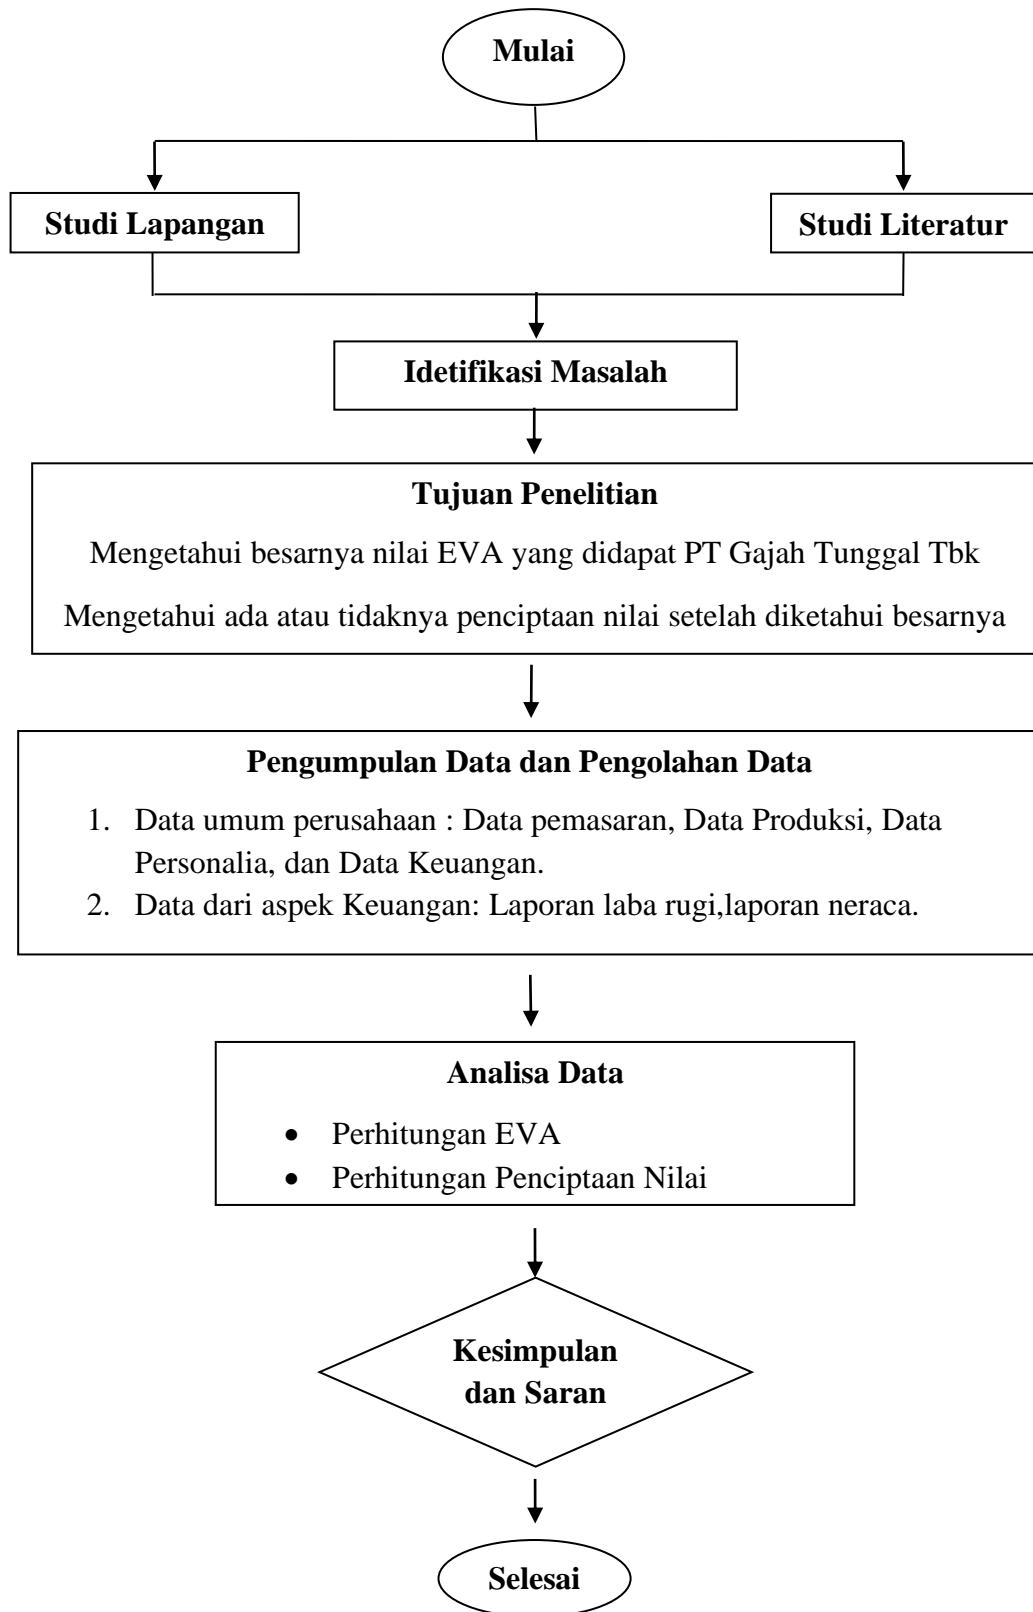 Mulai
Studi Lapangan
Studi Literatur
Idetifikasi Masalah
Tujuan Penelitian
Mengetahui besarnya nilai EVA yang didapat PT Gajah Tunggal Tbk
Mengetahui ada atau tidaknya penciptaan nilai setelah diketahui besarnya
Pengumpulan Data dan Pengolahan Data
1. Data umum perusahaan : Data pemasaran, Data Produksi, Data
Personalia, dan Data Keuangan.
2. Data dari aspek Keuangan: Laporan laba rugi,laporan neraca.
Analisa Data
• Perhitungan EVA
• Perhitungan Penciptaan Nilai
Kesimpulan
dan Saran
Selesai